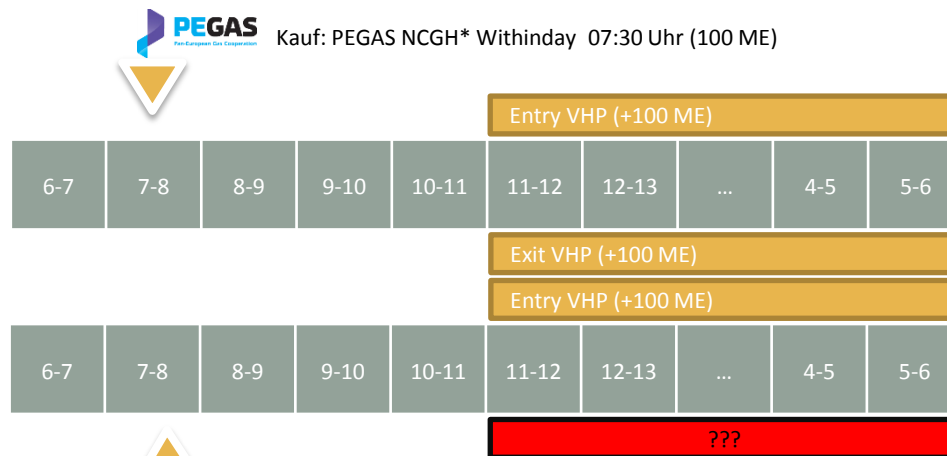 PEGAS
Pan-European Gas Cooperation
Kauf: PEGAS NCGH* Withinday 07:30 Uhr (100 ME)
Entry VHP (+100 ME)
6-7 7-8 8-9 9-10 10-11 11-12 12-13 ... 4-5 5-6
Exit VHP (+100 ME)
Entry VHP (+100 ME)
6-7 7-8 8-9 9-10 10-11 11-12 12-13 ... 4-5 5-6
???